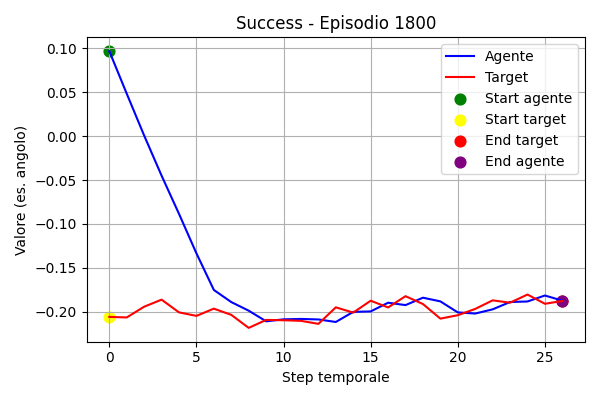 Success - Episodio 1800
Valore (es. angolo)
0.10
0.05
0.00
−0.05
−0.10
−0.15
−0.20
0
5
10
15
20
25
Step temporale
Agente
Target
Start agente
Start target
End target
End agente